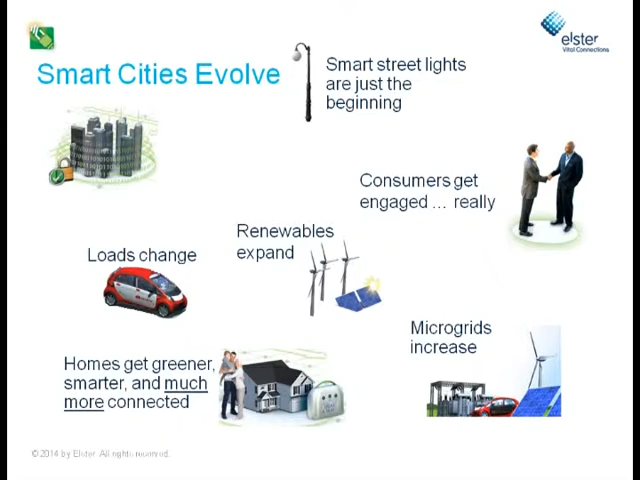 elster
Vital Connections
Smart Cities Evolve
Smart street lights
are just the
beginning
Consumers get
engaged ... really
Renewables
expand
Loads change
Microgrids
increase
Homes get greener,
smarter, and much
more connected
© 2014 by Elster. All rights reserved.